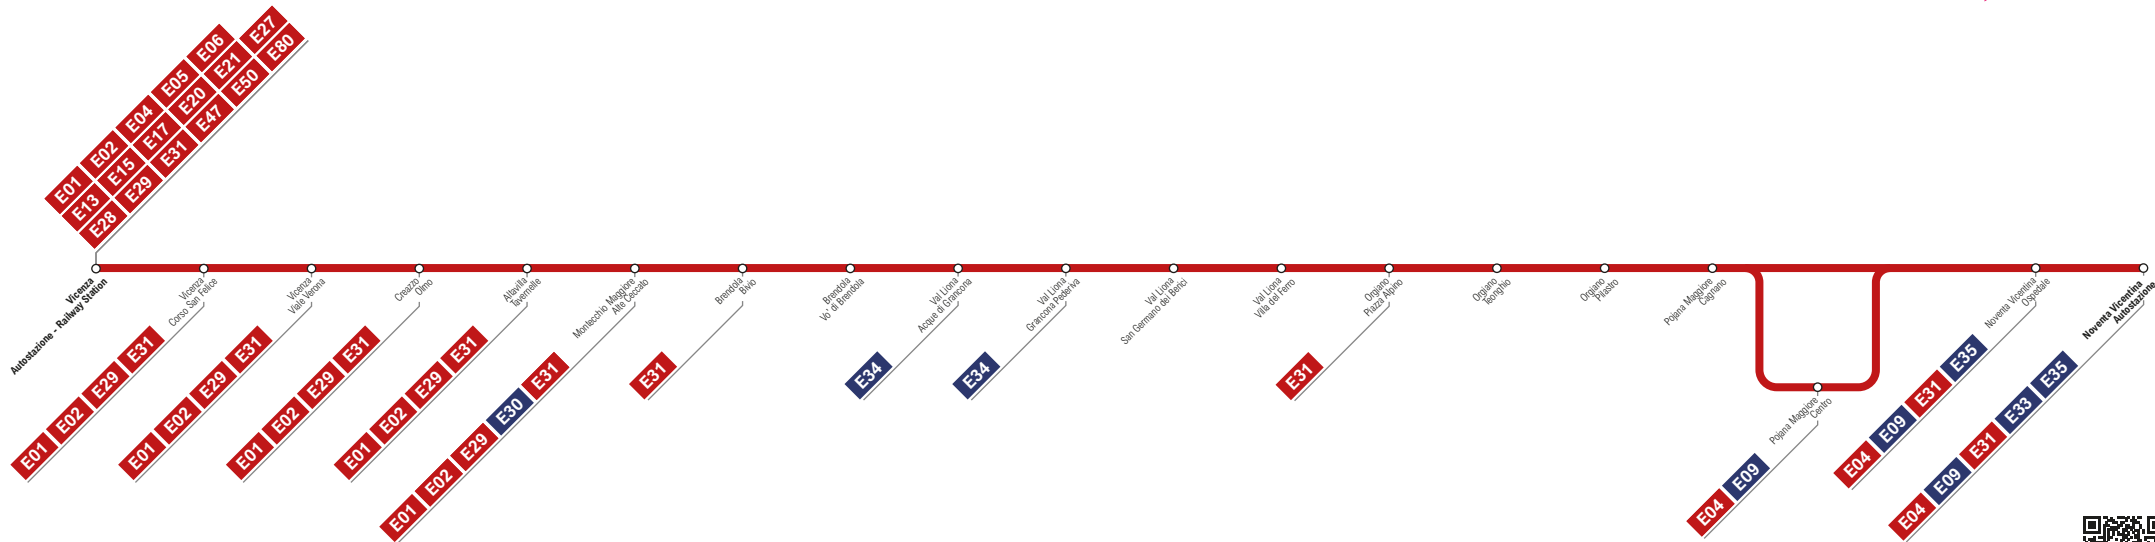 E01 E02 E04 E05 E06
E13 E15 E17 E20 E21 E27
E28 E29 E31 E47 E50 E80
Vicenza
Autostazione - Railway Station
Vicenza
Corso San Felice
E01 E02 E29 E31
Vicenza
Viale Verona
E01 E02 E29 E31
Creazzo
Olmo
E01 E02 E29 E31
Altavilla
Tavernelle
E01 E02 E29 E31
Montecchio Maggiore
Alte Ceccato
E01 E02 E29 E30 E31
Brendola
Bivio
E31
Brendola
Vo' di Brendola
Val Liona
Acque di Grancona
E34
Val Liona
Grancona Pederiva
E34
Val Liona
San Germano dei Berici
Val Liona
Villa del Ferro
Orgiano
Piazza Alpino
E31
Orgiano
Teonghio
Orgiano
Pilastro
Pojana Maggiore
Cagnano
Pojana Maggiore
Centro
E04 E09
Noventa Vicentina
Ospedale
E04 E09 E31 E35
Noventa Vicentina
Autostazione
E04 E09 E31 E33 E35